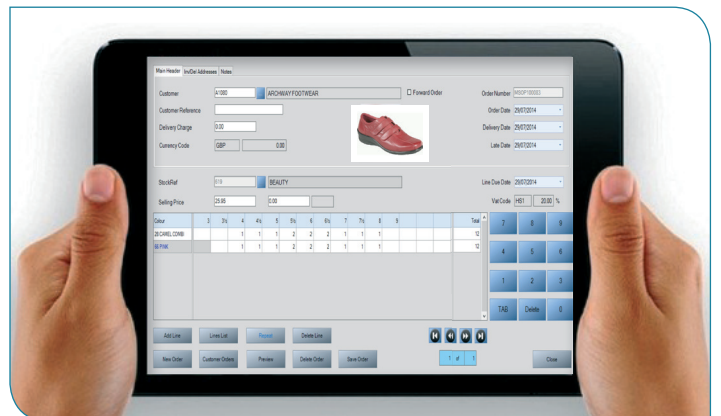 Main Header Inv/Del Addresses Notes
Customer A1080 ARCHWAY FOOTWEAR Forward Order Order Number
Customer Reference Order Date 29/07/2014
Delivery Charge 0.00 Delivery Date 29/07/2014
Currency Code GBP 0.00 Late Date 29/07/2014
StockRef BEAUTY Line Due Date 29/07/2014
Selling Price 25.95 0.00 Vat Code HS1 20.00 %
Colour 3 3½ 4 4½ 5 5½ 6 6½ 7 7½ 8 9 Total 7 8 9
28 CAREL COMBI 1 1 1 2 2 2 1 1 1 12
66 PINK 1 1 1 2 2 2 1 1 1 12
4 5 6
1 2 3
TAB Delete 0
Add Line Lines List Repeat Delete Line
New Order Customer Orders Preview Delete Order Save Order 1 of 1 Close